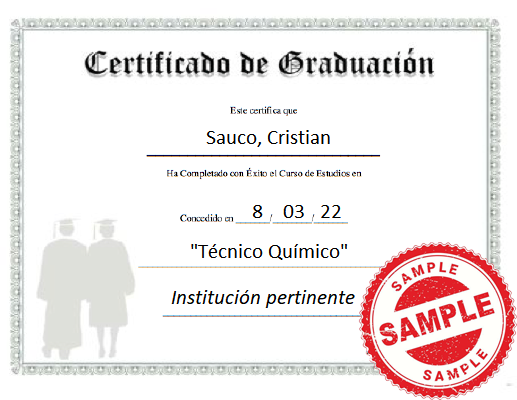 Certificado de Graduación
Este certifica que
Sauco, Cristian
Ha Completado con Éxito el Curso de Estudios en
Concedido en 8 / 03 / 22
"Técnico Químico"
Institución pertinente
SAMPLE
SAMPLE
SAMPLE